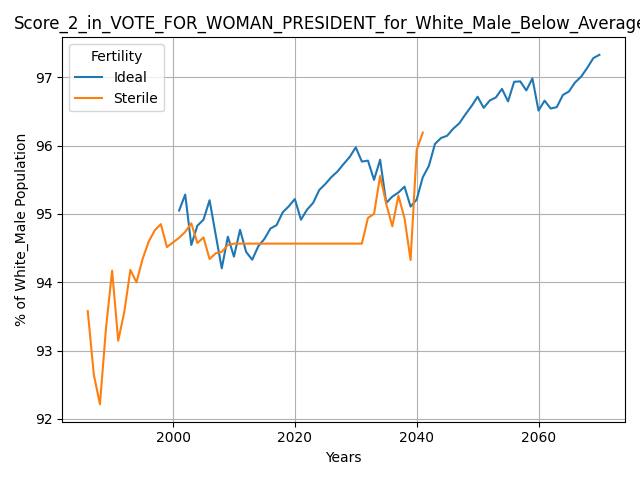 Score_2_in_VOTE_FOR_WOMAN_PRESIDENT_for_White_Male_Below_Average
Fertility
Ideal
Sterile
97
96
95
94
93
92
% of White_Male Population
2000 2020 2040 2060
Years